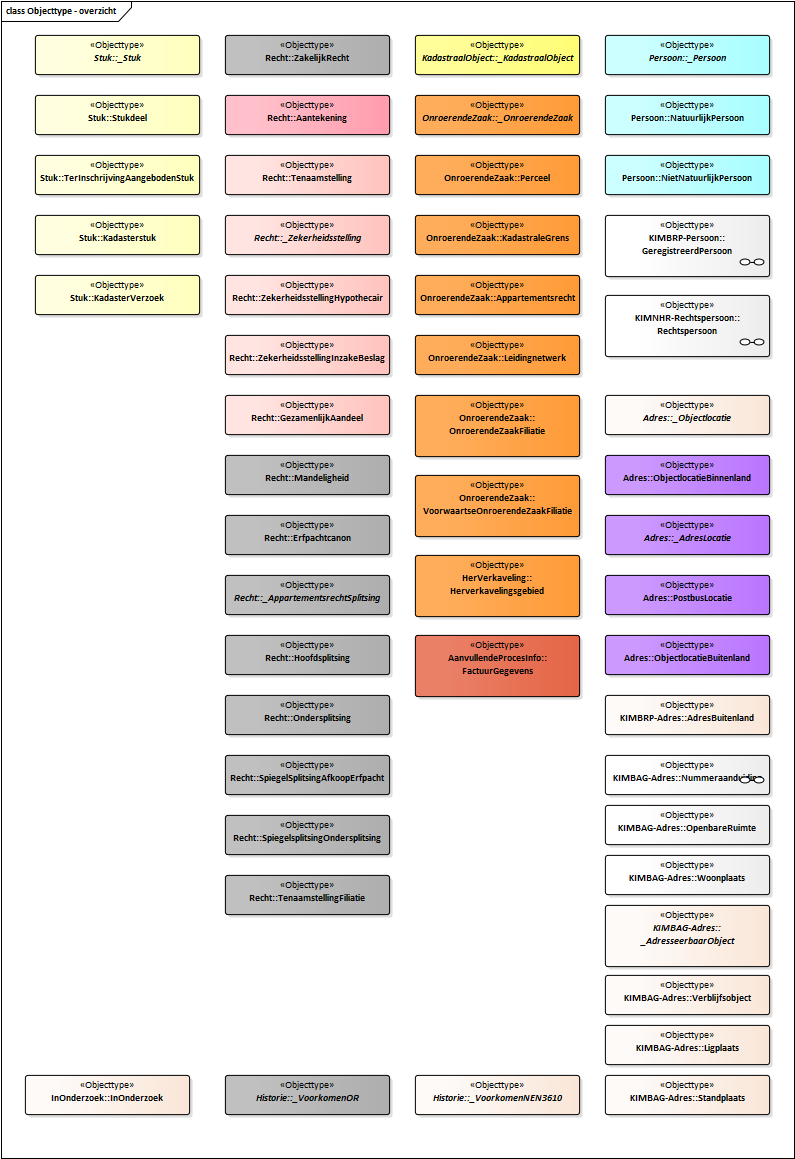 class Objecttype - overzicht
«Objecttype»
Stuk::_Stuk
«Objecttype»
Stuk::Stukdeel
«Objecttype»
Stuk::TerInschrijvingAangebodenStuk
«Objecttype»
Stuk::Kadasterstuk
«Objecttype»
Stuk::KadasterVerzoek
«Objecttype»
InOnderzoek::InOnderzoek
«Objecttype»
Recht::ZakelijkRecht
«Objecttype»
Recht::Aantekening
«Objecttype»
Recht::Tenaamstelling
«Objecttype»
Recht::_Zekerheidsstelling
«Objecttype»
Recht::ZekerheidsstellingHypothecair
«Objecttype»
Recht::ZekerheidsstellingInzakeBeslag
«Objecttype»
Recht::GezamenlijkAandeel
«Objecttype»
Recht::Mandeligheid
«Objecttype»
Recht::Erfpachtcanon
«Objecttype»
Recht::_AppartementsrechtSplitsing
«Objecttype»
Recht::Hoofdsplitsing
«Objecttype»
Recht::Ondersplitsing
«Objecttype»
Recht::SpiegelSplitsingAfkoopErfpacht
«Objecttype»
Recht::SpiegelsplitsingOndersplitsing
«Objecttype»
Recht::TenaamstellingFiliatie
«Objecttype»
Historie::_VoorkomenOR
«Objecttype»
KadastraalObject::_KadastraalObject
«Objecttype»
OnroerendeZaak::_OnroerendeZaak
«Objecttype»
OnroerendeZaak::Perceel
«Objecttype»
OnroerendeZaak::KadastraleGrens
«Objecttype»
OnroerendeZaak::Appartementsrecht
«Objecttype»
OnroerendeZaak::Leidingnetwerk
«Objecttype»
OnroerendeZaak::
OnroerendeZaakFiliatie
«Objecttype»
OnroerendeZaak::
VoorwaartseOnroerendeZaakFiliatie
«Objecttype»
HerVerkaveling::
Herverkavelingsgebied
«Objecttype»
AanvullendeProcesInfo::
FactuurGegevens
«Objecttype»
Historie::_VoorkomenNEN3610
«Objecttype»
Persoon::_Persoon
«Objecttype»
Persoon::NatuurlijkPersoon
«Objecttype»
Persoon::NietNatuurlijkPersoon
«Objecttype»
KIMBRP-Persoon::
GeregistreerdPersoon
«Objecttype»
KIMNHR-Rechtspersoon::
Rechtspersoon
«Objecttype»
Adres::_Objectlocatie
«Objecttype»
Adres::ObjectlocatieBinnenland
«Objecttype»
Adres::_AdresLocatie
«Objecttype»
Adres::PostbusLocatie
«Objecttype»
Adres::ObjectlocatieBuitenland
«Objecttype»
KIMBRP-Adres::AdresBuitenland
«Objecttype»
KIMBAG-Adres::Nummeraanduiding
«Objecttype»
KIMBAG-Adres::OpenbareRuimte
«Objecttype»
KIMBAG-Adres::Woonplaats
«Objecttype»
KIMBAG-Adres::
_AdresseerbaarObject
«Objecttype»
KIMBAG-Adres::Verblijfsobject
«Objecttype»
KIMBAG-Adres::Ligplaats
«Objecttype»
KIMBAG-Adres::Standplaats